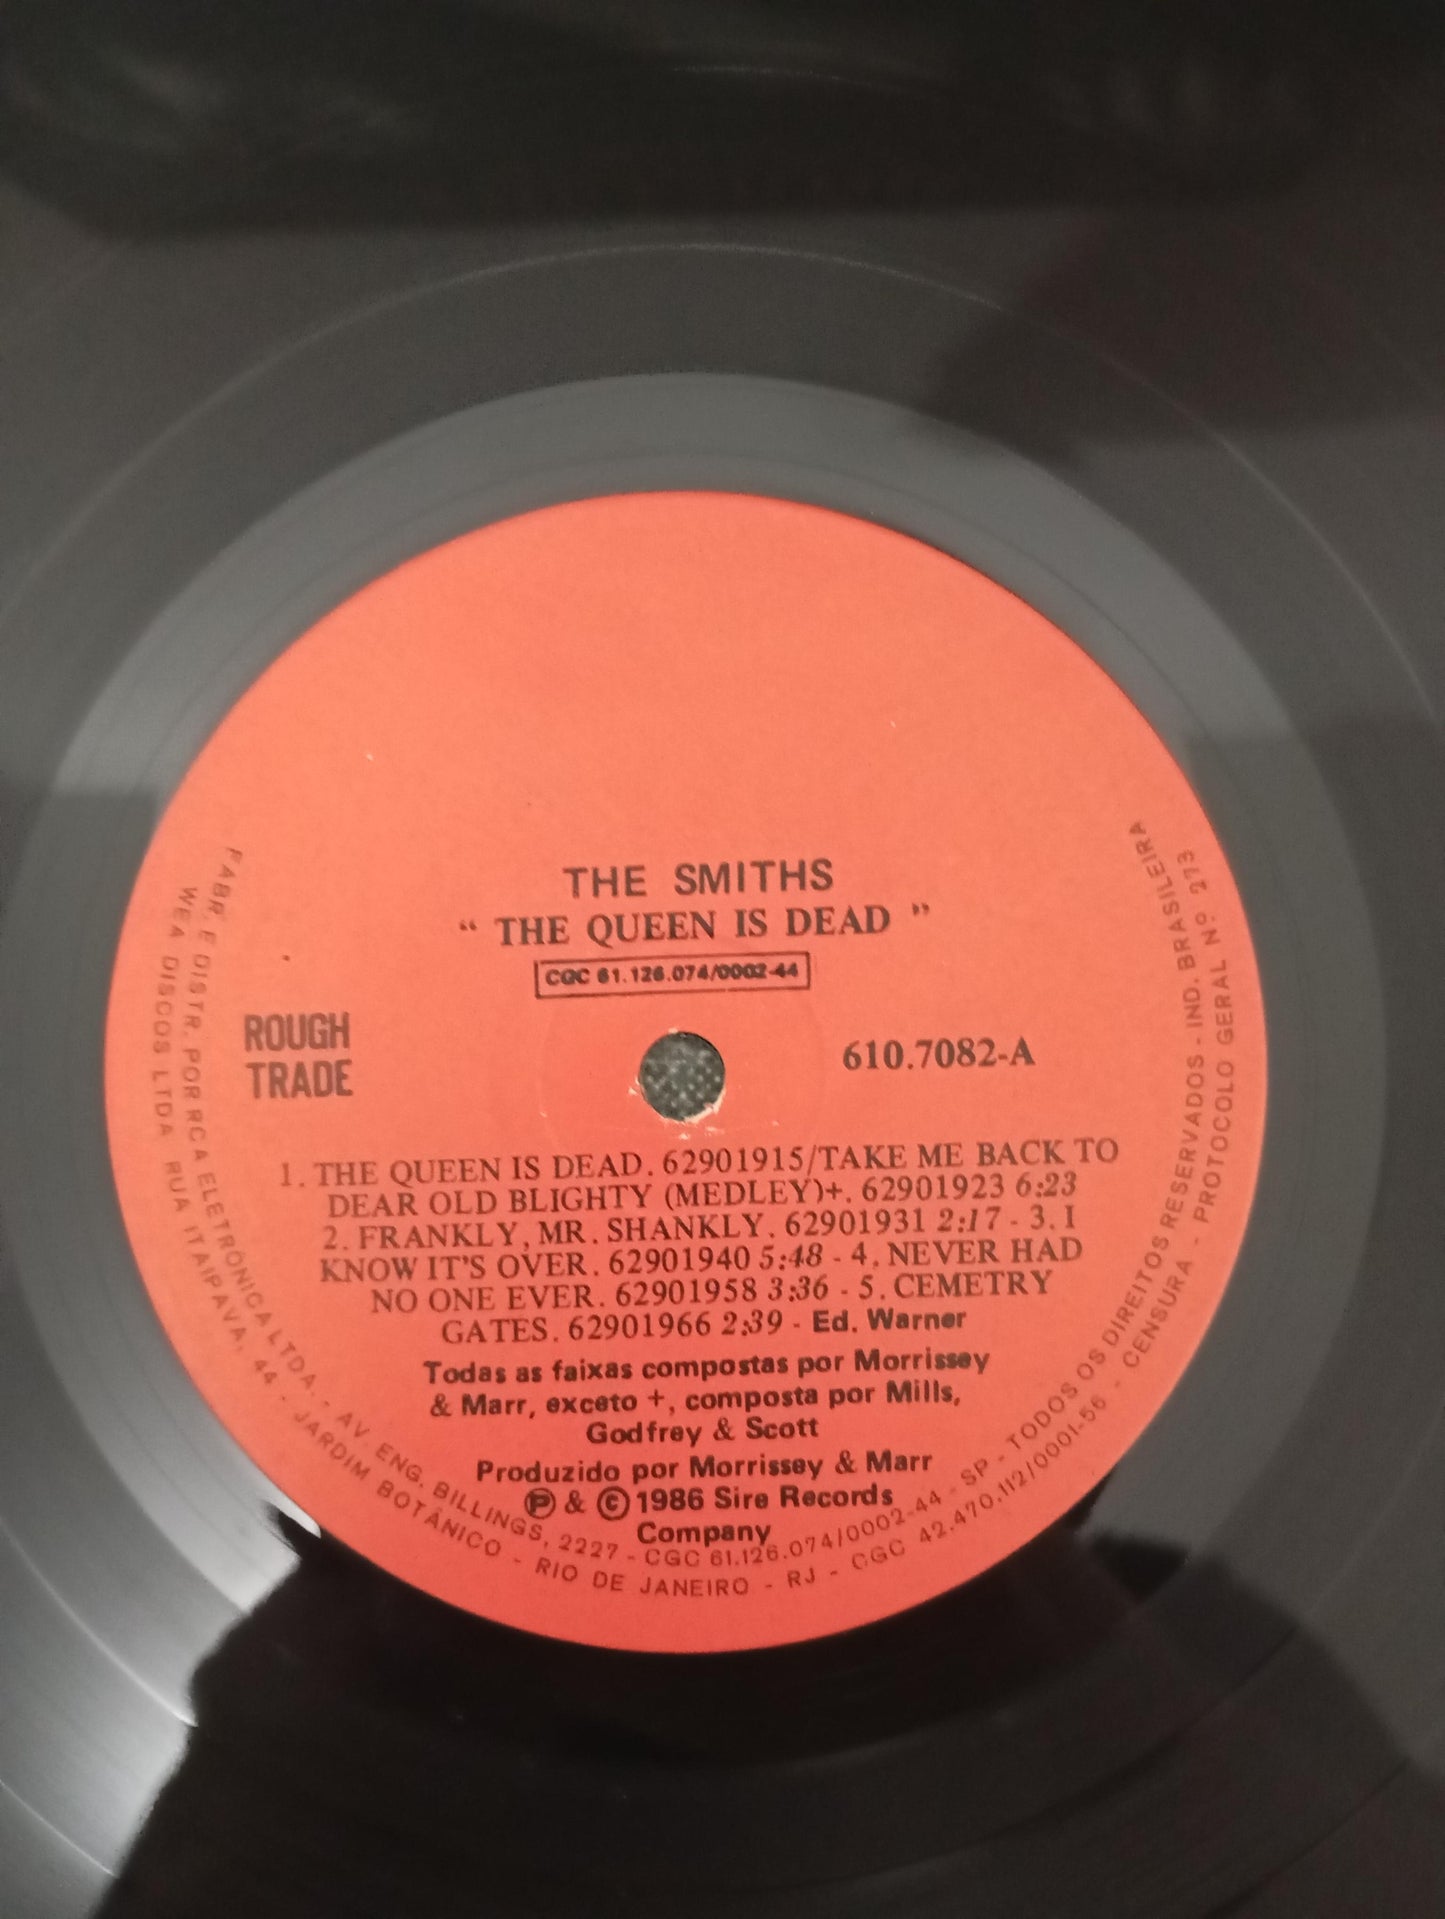 THE SMITHS
“ THE QUEEN IS DEAD ”
CGC 61.126.074/0002-44
ROUGH
TRADE
610.7082-A
1. THE QUEEN IS DEAD. 62901915/TAKE ME BACK TO
DEAR OLD BLIGHTY (MEDLEY)+. 62901923 6:23
2. FRANKLY, MR. SHANKLY. 62901931 2:17 - 3. I
KNOW IT'S OVER. 62901940 5:48 - 4. NEVER HAD
NO ONE EVER. 62901958 3:36 - 5. CEMETRY
GATES. 62901966 2:39 - Ed. Warner
Todas as faixas compostas por Morrissey
& Marr, exceto +, composta por Mills,
Godfrey & Scott
Produzido por Morrissey & Marr
℗ & © 1986 Sire Records
Company
FABR. E DISTR. POR RCA ELETRÔNICA LTDA. - AV. ENG. BILLINGS, 2227 - CGC 61.126.074/0002-44 - SP - TODOS OS DIREITOS RESERVADOS - IND. BRASILEIRA
WEA DISCOS LTDA RUA ITAIPAVA, 44 - JARDIM BOTÂNICO - RIO DE JANEIRO - RJ - CGC 42.470.112/0001-56 - CENSURA - PROTOCOLO GERAL Nº 273